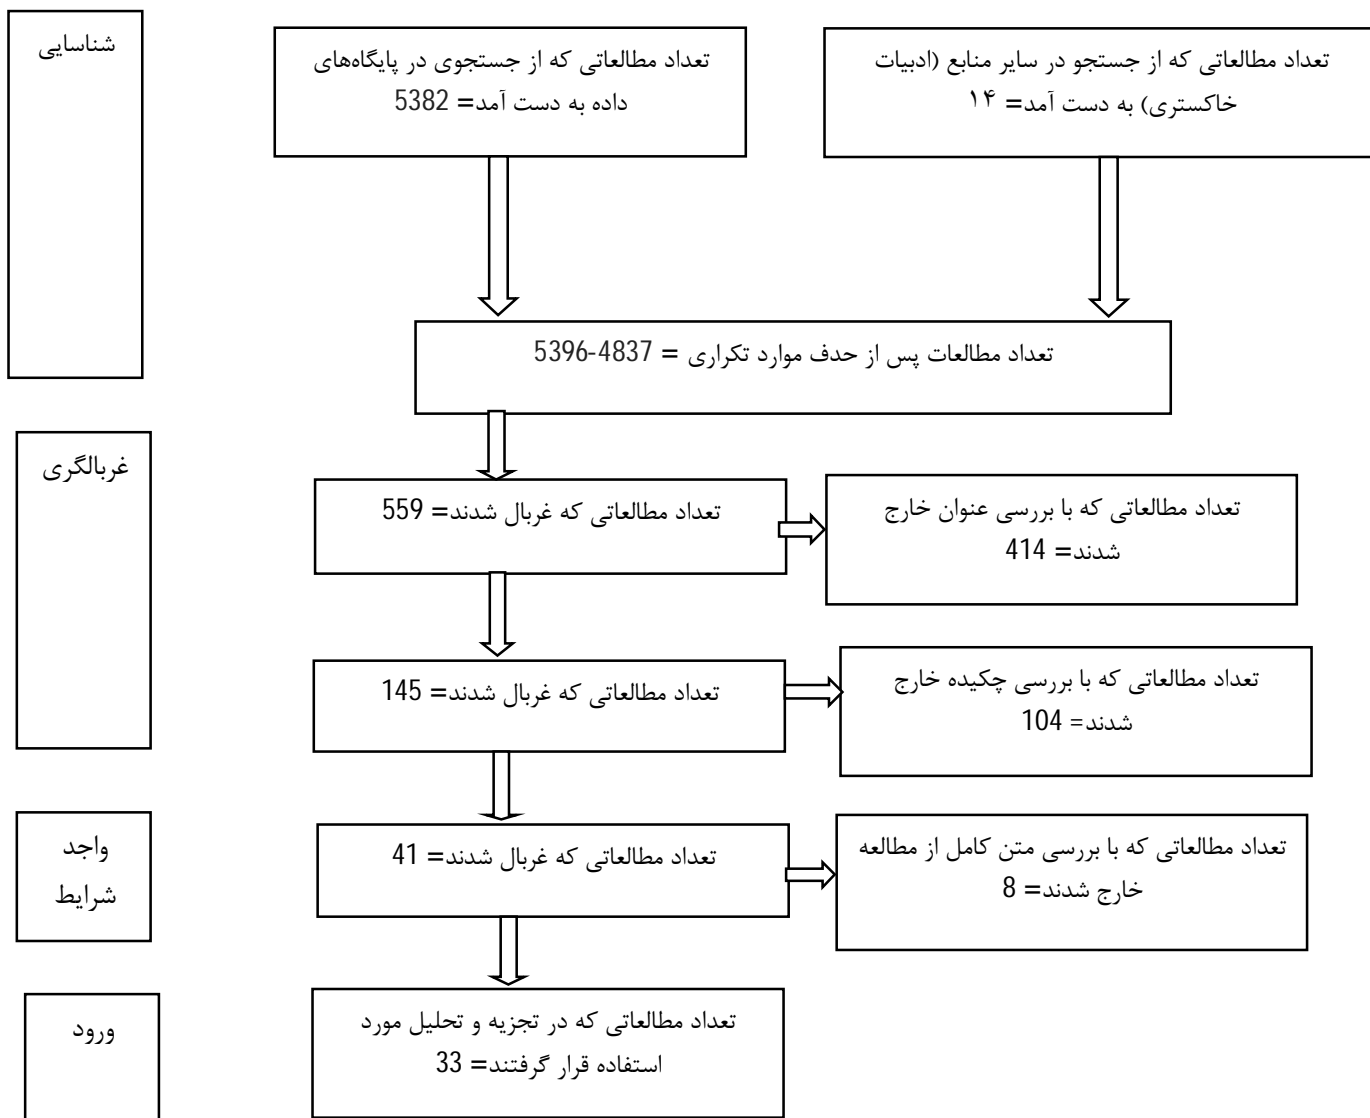 شناسایی
تعداد مطالعاتی که از جستجو در سایر منابع (ادبیات
خاکستری) به دست آمد= ۱۴
تعداد مطالعاتی که از جستجوی در پایگاه‌های
داده به دست آمد= 5382
تعداد مطالعات پس از حذف موارد تکراری = 4837-5396
غربالگری
تعداد مطالعاتی که غربال شدند= 559
تعداد مطالعاتی که با بررسی عنوان خارج
شدند= 414
تعداد مطالعاتی که غربال شدند= 145
تعداد مطالعاتی که با بررسی چکیده خارج
شدند= 104
واجد
شرایط
تعداد مطالعاتی که غربال شدند= 41
تعداد مطالعاتی که با بررسی متن کامل از مطالعه
خارج شدند= 8
ورود
تعداد مطالعاتی که در تجزیه و تحلیل مورد
استفاده قرار گرفتند= 33